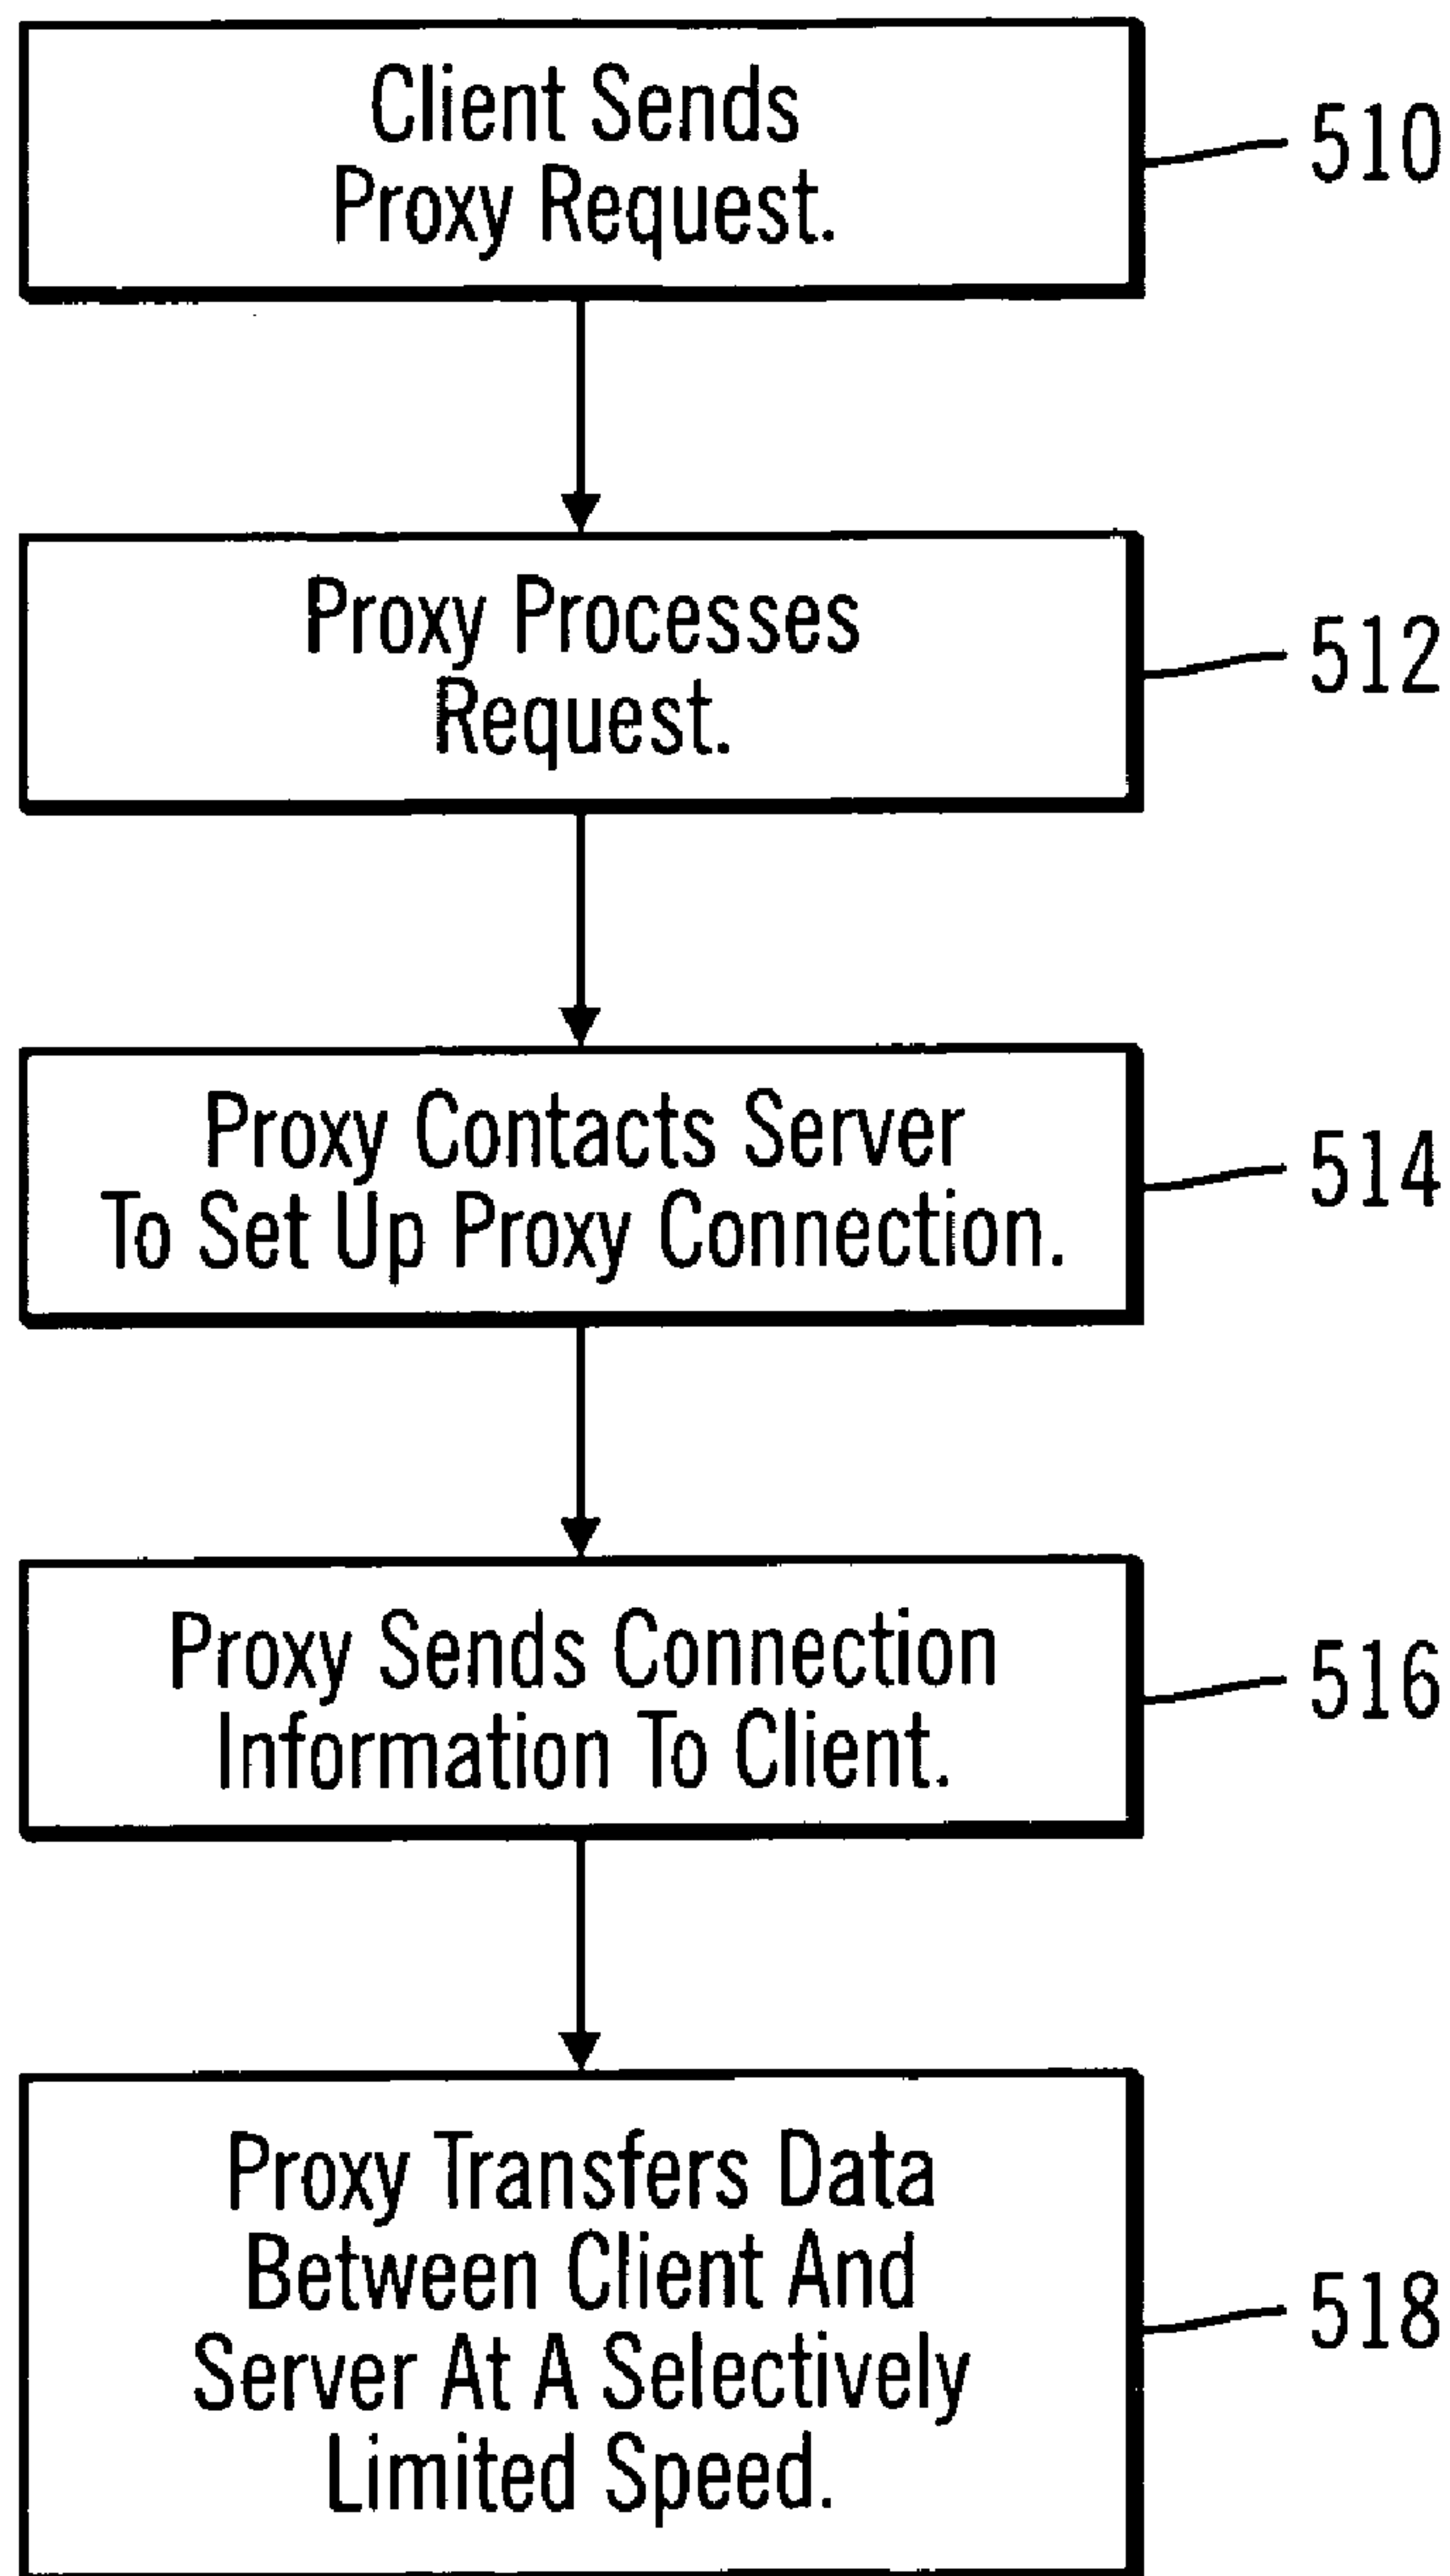 Client Sends
Proxy Request.
510
Proxy Processes
Request.
512
Proxy Contacts Server
To Set Up Proxy Connection.
514
Proxy Sends Connection
Information To Client.
516
Proxy Transfers Data
Between Client And
Server At A Selectively
Limited Speed.
518